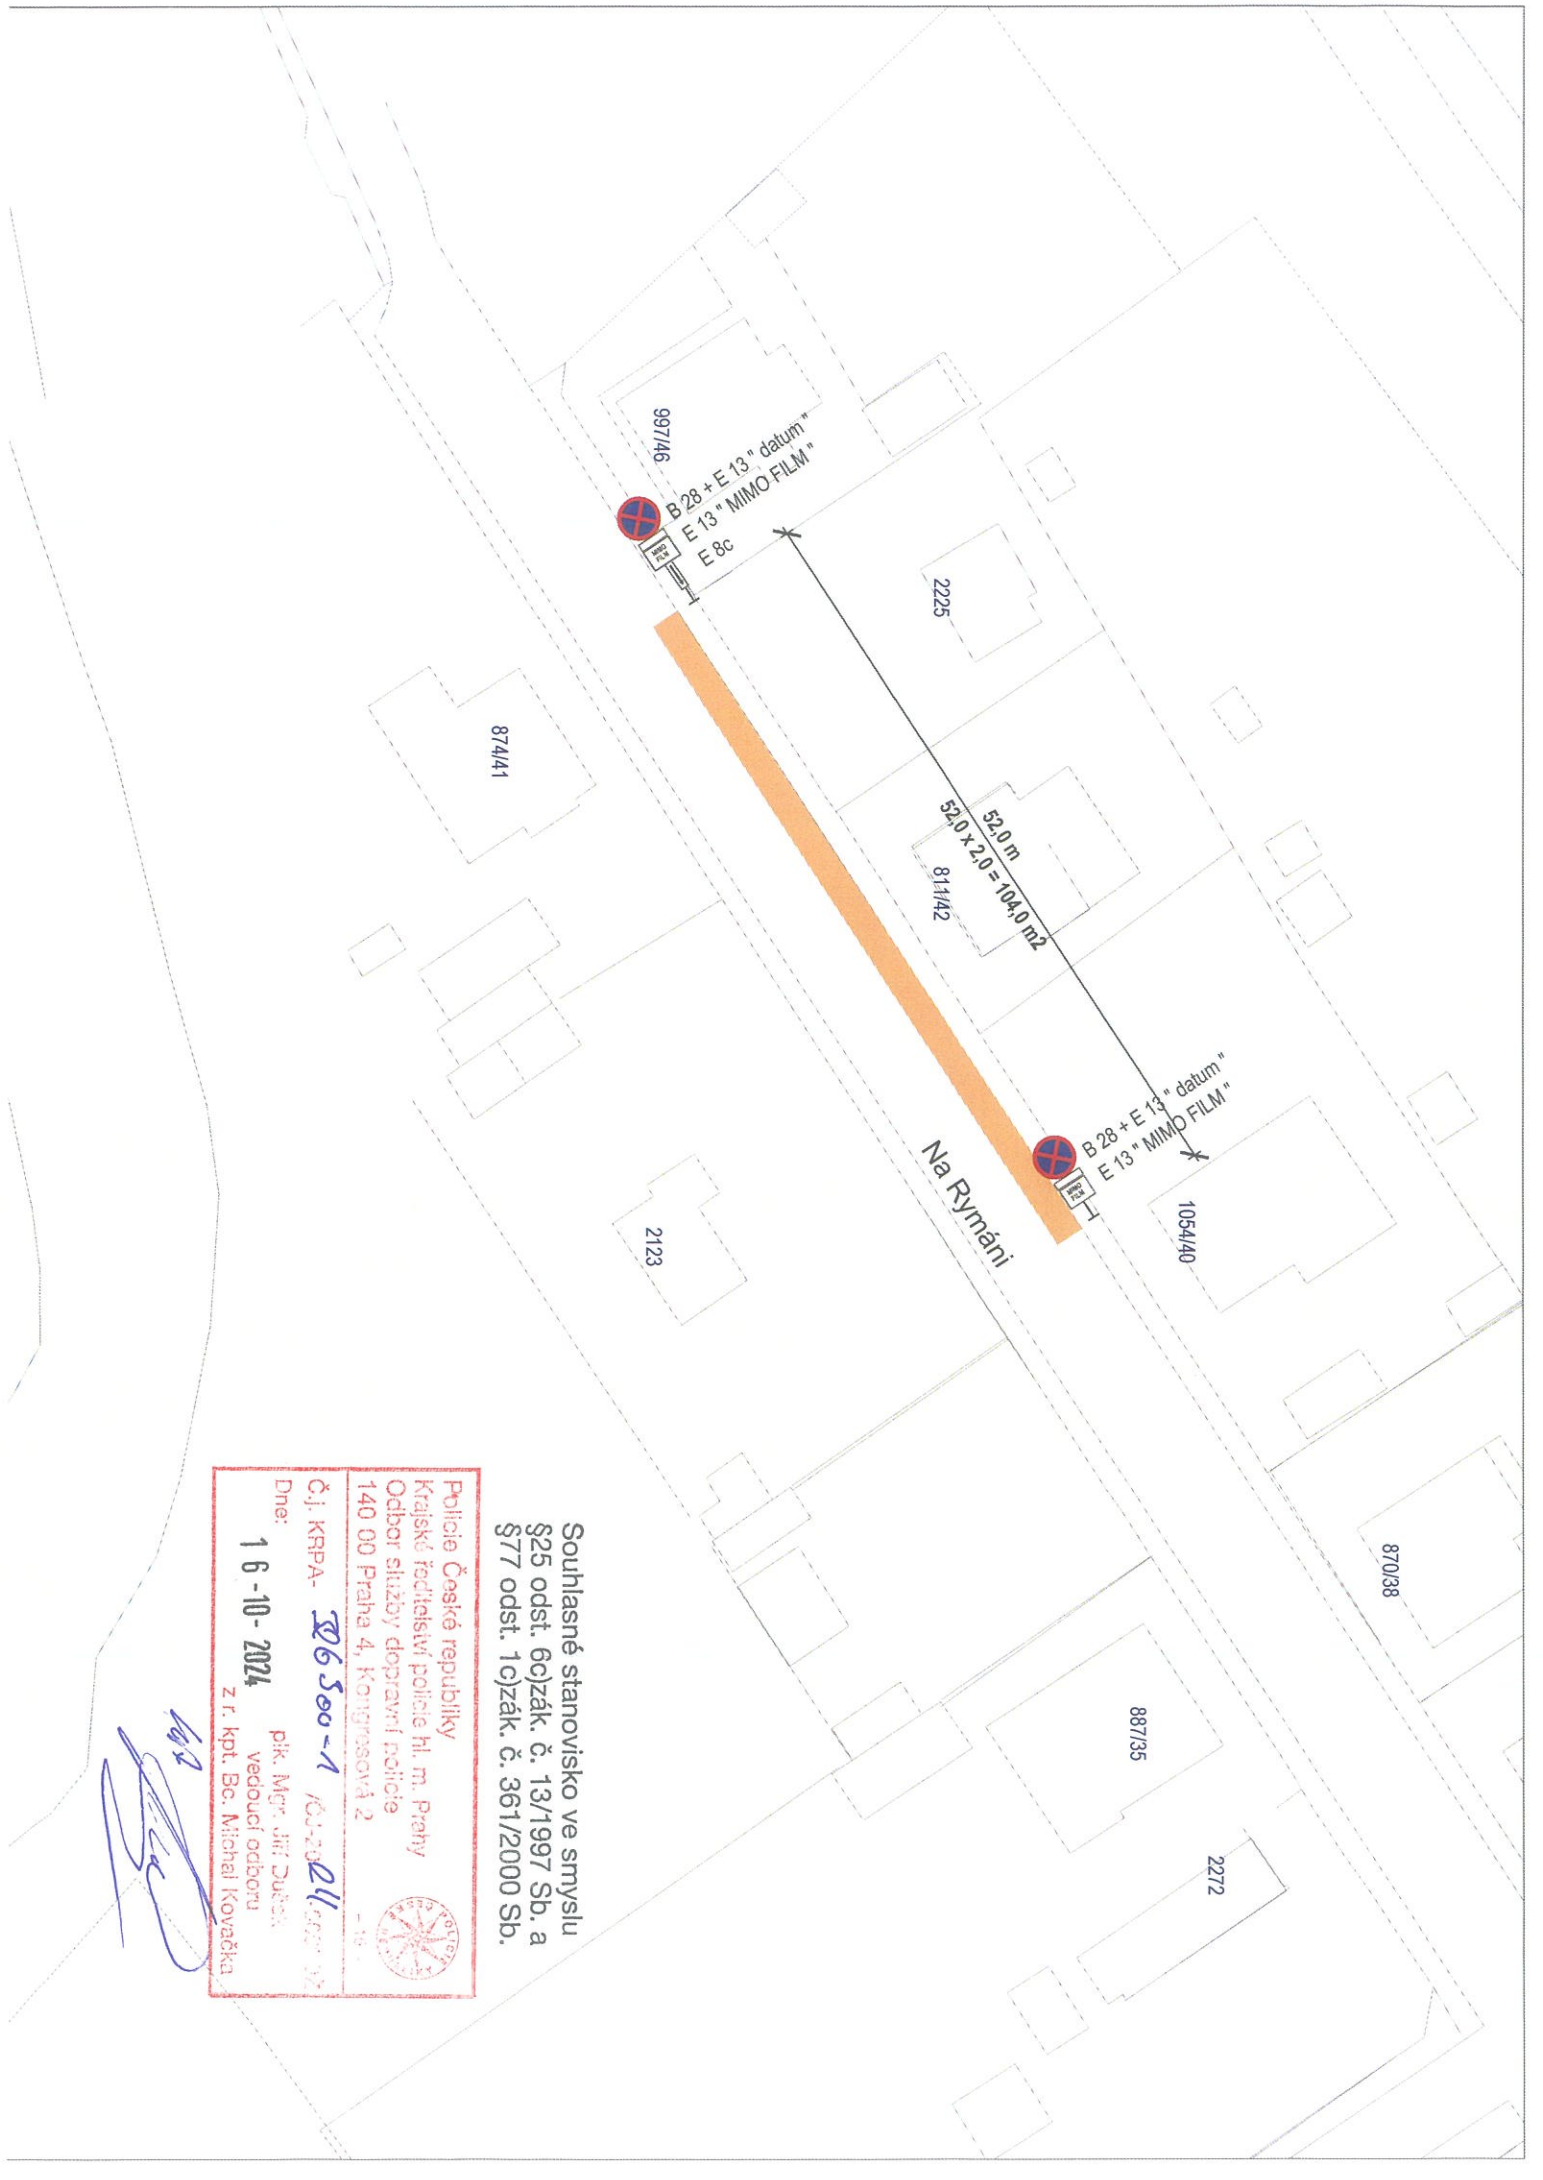 997/46
B 28 + E 13 " datum "
E 13 " MIMO FILM "
E 8c
MIMO
FILM
2225
874/41
52,0 m
52,0 x 2,0 = 104,0 m2
811/42
B 28 + E 13 " datum "
E 13 " MIMO FILM "
Na Rymáni
1054/40
2123
870/38
887/35
2272
Souhlasné stanovisko ve smyslu
§25 odst. 6c)zák. č. 13/1997 Sb. a
§77 odst. 1c)zák. č. 361/2000 Sb.
Policie České republiky
Krajské ředitelství policie hl. m. Prahy
Odbor služby dopravní policie
140 00 Praha 4, Kongresová 2
Č.j. KRPA-
Dne: 16-10-2024
plk. Mgr. Jiří
vedoucí odboru
z r. kpt. Bc. Michal Kovačka